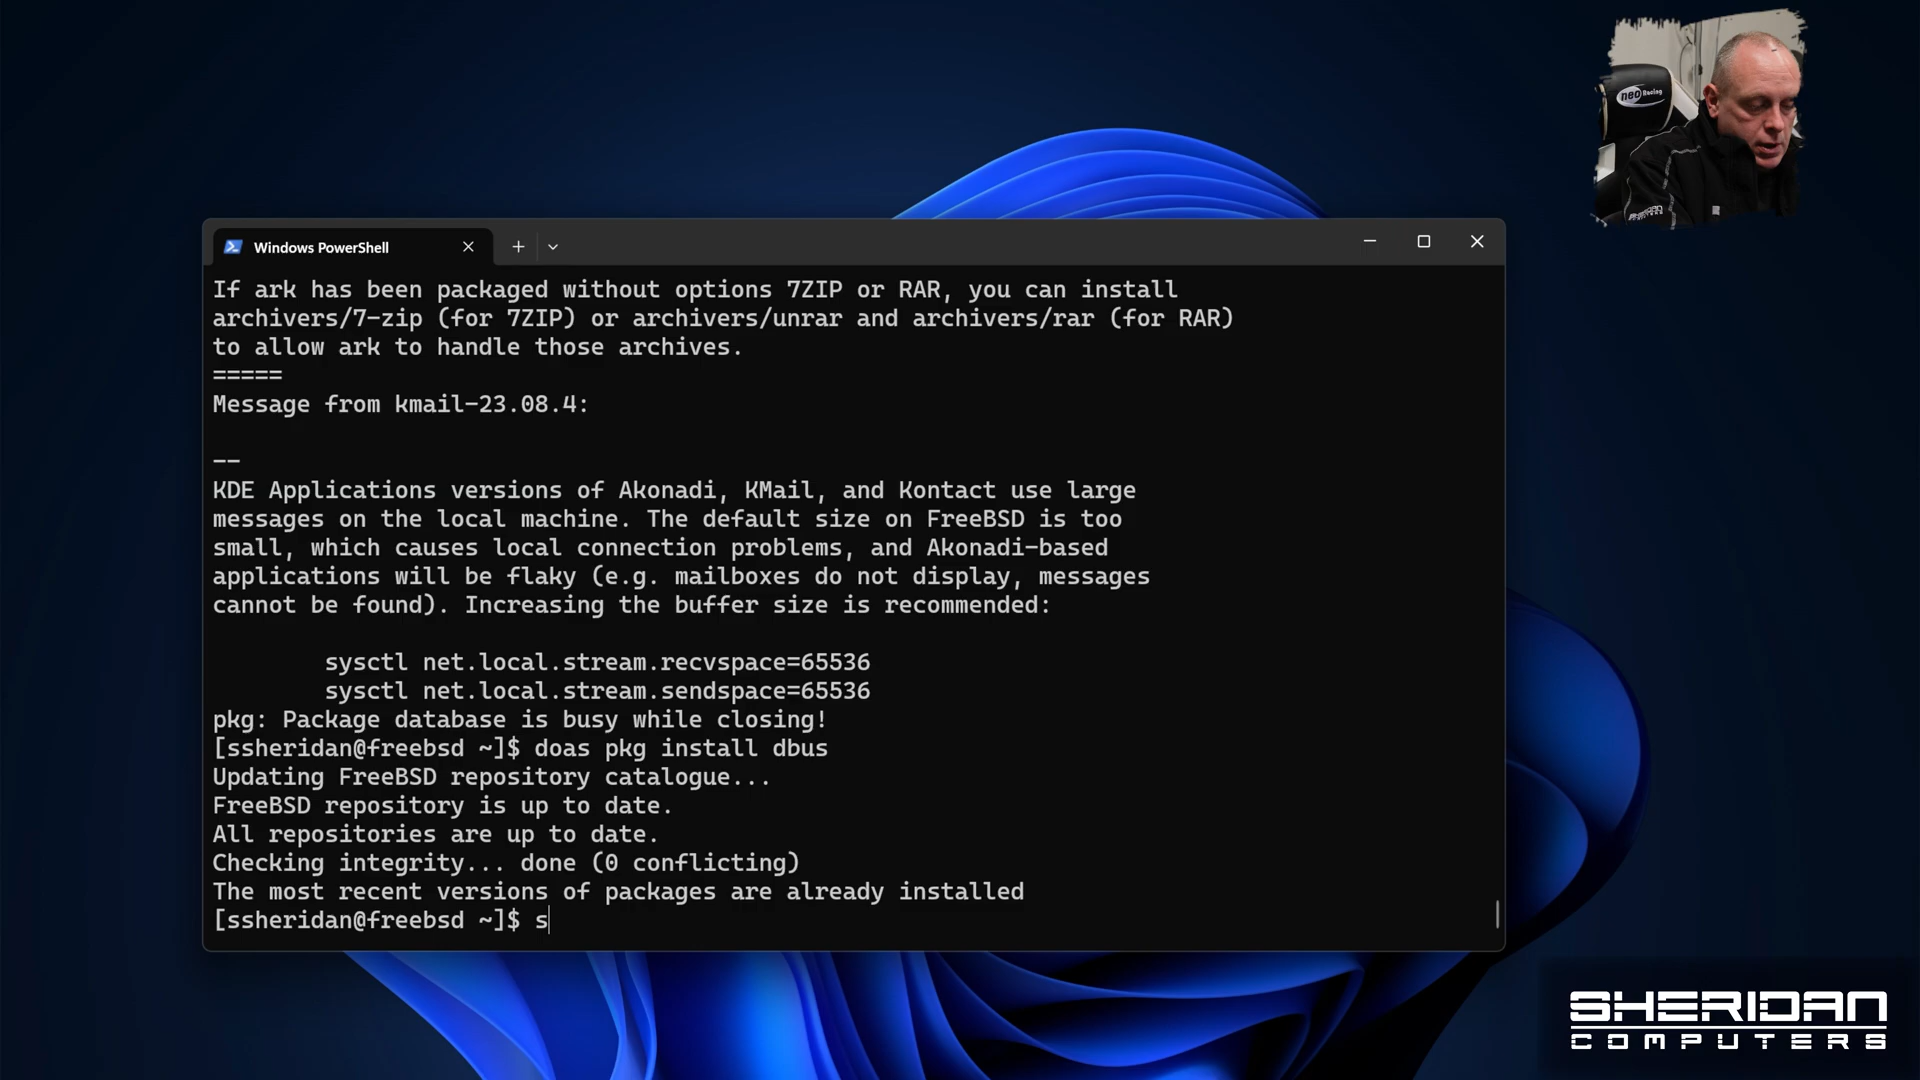 neo Racing
SHERIDAN
Windows PowerShell
If ark has been packaged without options 7ZIP or RAR, you can install
archivers/7-zip (for 7ZIP) or archivers/unrar and archivers/rar (for RAR)
to allow ark to handle those archives.
=====
Message from kmail-23.08.4:
--
KDE Applications versions of Akonadi, KMail, and Kontact use large
messages on the local machine. The default size on FreeBSD is too
small, which causes local connection problems, and Akonadi-based
applications will be flaky (e.g. mailboxes do not display, messages
cannot be found). Increasing the buffer size is recommended:
sysctl net.local.stream.recvspace=65536
sysctl net.local.stream.sendspace=65536
pkg: Package database is busy while closing!
[ssheridan@freebsd ~]$ doas pkg install dbus
Updating FreeBSD repository catalogue...
FreeBSD repository is up to date.
All repositories are up to date.
Checking integrity... done (0 conflicting)
The most recent versions of packages are already installed
[ssheridan@freebsd ~]$ s
SHERIDAN
COMPUTERS